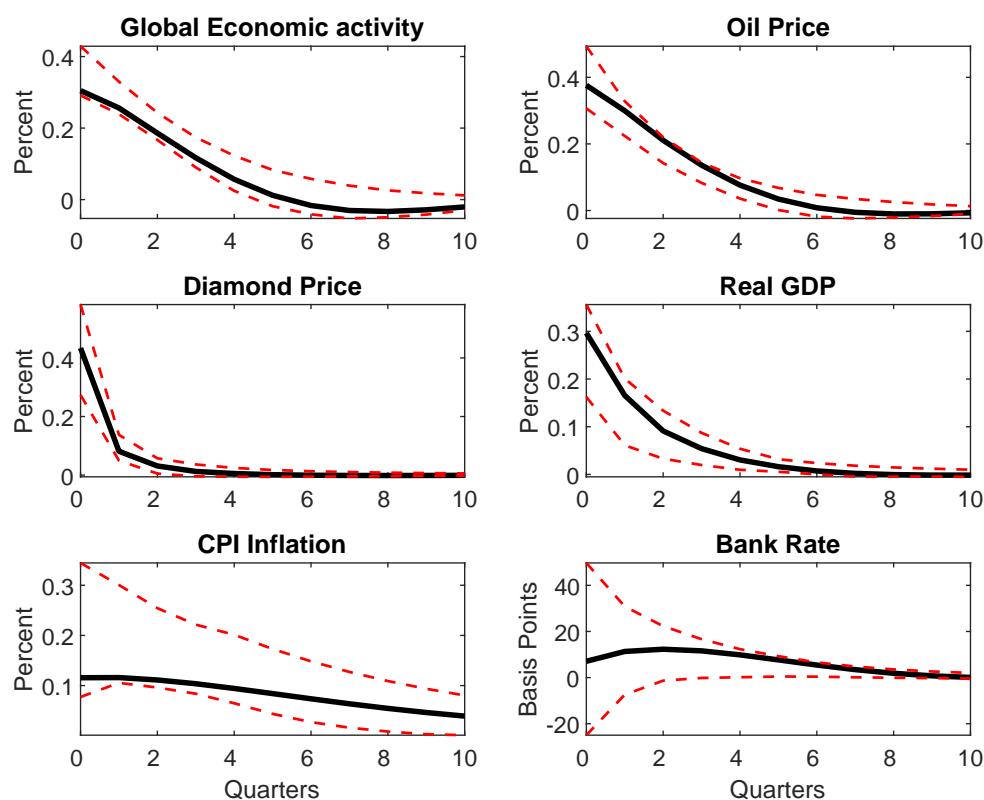 Global Economic activity
Percent
0.4
0.2
0
0 2 4 6 8 10
Oil Price
Percent
0.4
0.2
0
0 2 4 6 8 10
Diamond Price
Percent
0.4
0.2
0
0 2 4 6 8 10
Real GDP
Percent
0.3
0.2
0.1
0
0 2 4 6 8 10
CPI Inflation
Percent
0.3
0.2
0.1
0 2 4 6 8 10
Quarters
Bank Rate
Basis Points
40
20
0
-20
0 2 4 6 8 10
Quarters